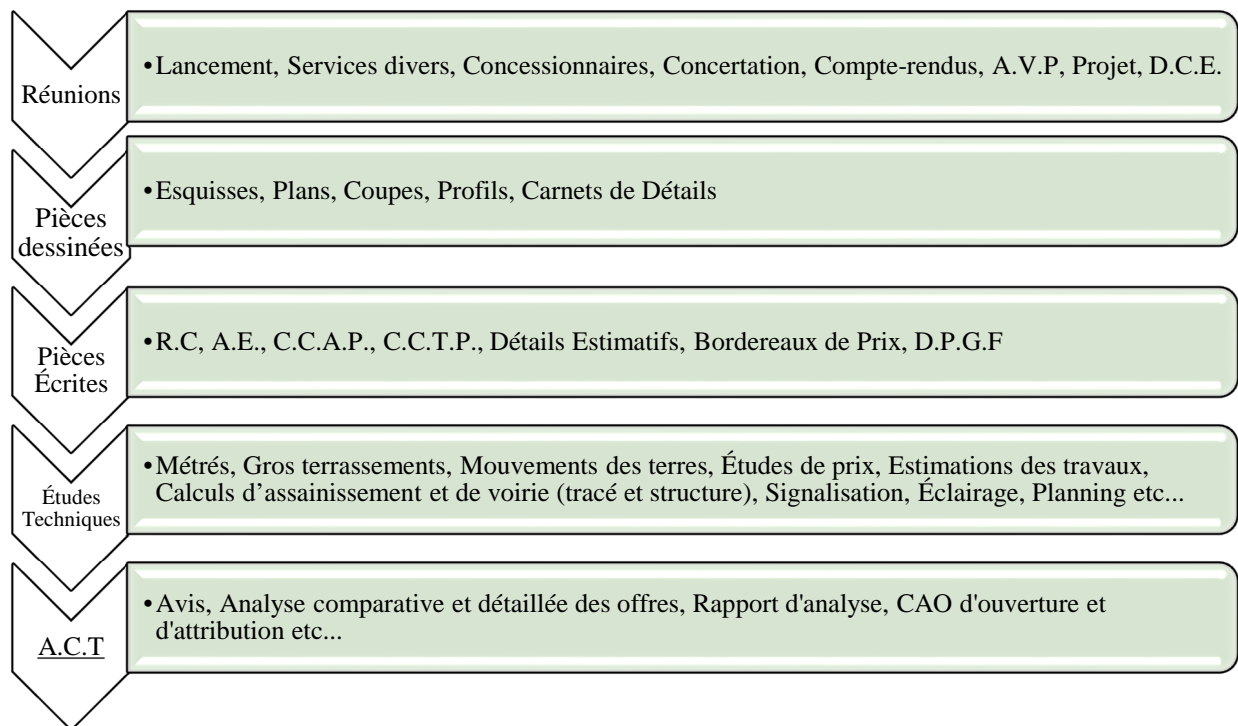 Réunions
•Lancement, Services divers, Concessionnaires, Concertation, Compte-rendus, A.V.P, Projet, D.C.E.
Pièces
dessinées
•Esquisses, Plans, Coupes, Profils, Carnets de Détails
Pièces
Écrites
•R.C, A.E., C.C.A.P., C.C.T.P., Détails Estimatifs, Bordereaux de Prix, D.P.G.F
Études
Techniques
•Métrés, Gros terrassements, Mouvements des terres, Études de prix, Estimations des travaux,
Calculs d’assainissement et de voirie (tracé et structure), Signalisation, Éclairage, Planning etc...
A.C.T
•Avis, Analyse comparative et détaillée des offres, Rapport d'analyse, CAO d'ouverture et
d'attribution etc...